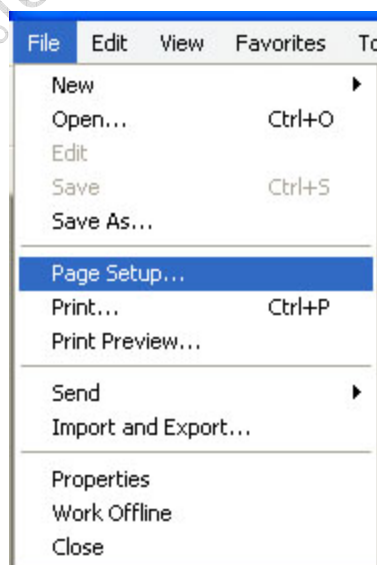 File Edit View Favorites To
New
Open... Ctrl+O
Edit
Save Ctrl+S
Save As...
Page Setup...
Print... Ctrl+P
Print Preview...
Send
Import and Export...
Properties
Work Offline
Close